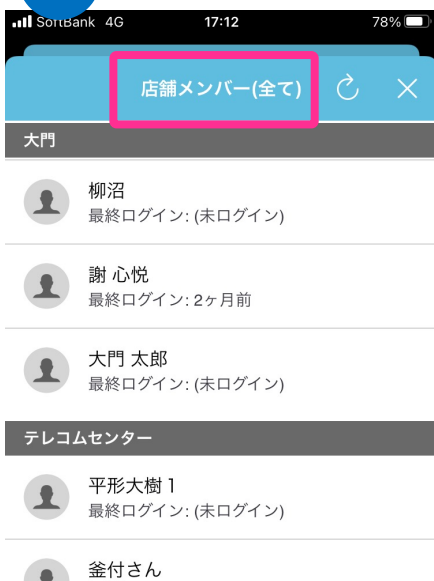 SoftBank 4G 17:12 78%
店舗メンバー(全て)
大門
柳沼
最終ログイン: (未ログイン)
謝 心悦
最終ログイン: 2ヶ月前
大門 太郎
最終ログイン: (未ログイン)
テレコムセンター
平形大樹1
最終ログイン: (未ログイン)
釜付さん